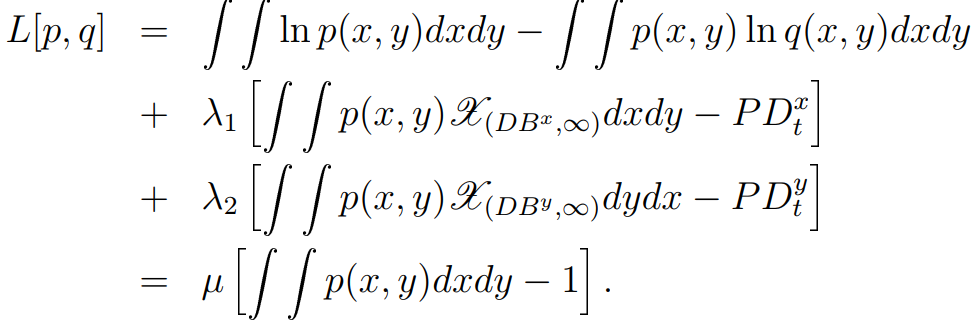 L[p, q] = ∫ ∫ ln p(x, y)dxdy − ∫ ∫ p(x, y) ln q(x, y)dxdy
+ λ₁ [∫ ∫ p(x, y) 𝒳_{(DB^x,∞)} dxdy − PD_t^x]
+ λ₂ [∫ ∫ p(x, y) 𝒳_{(DB^y,∞)} dydx − PD_t^y]
= μ [∫ ∫ p(x, y)dxdy − 1] .